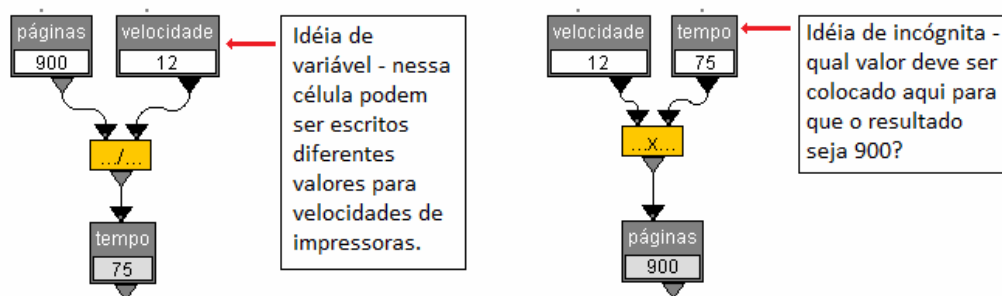 páginas
900
velocidade
12
.../...
tempo
75
Idéia de
variável - nessa
célula podem
ser escritos
diferentes
valores para
velocidades de
impressoras.
velocidade
12
tempo
75
...x...
páginas
900
Idéia de incógnita -
qual valor deve ser
colocado aqui para
que o resultado
seja 900?